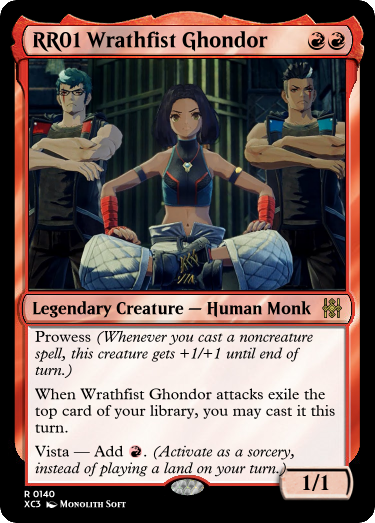 RR01 Wrathfist Ghondor
Legendary Creature — Human Monk
Prowess (Whenever you cast a noncreature
spell, this creature gets +1/+1 until end of
turn.)
When Wrathfist Ghondor attacks exile the
top card of your library, you may cast it this
turn.
Vista — Add R. (Activate as a sorcery,
instead of playing a land on your turn.)
1/1
R 0140
XC3 Monolith Soft